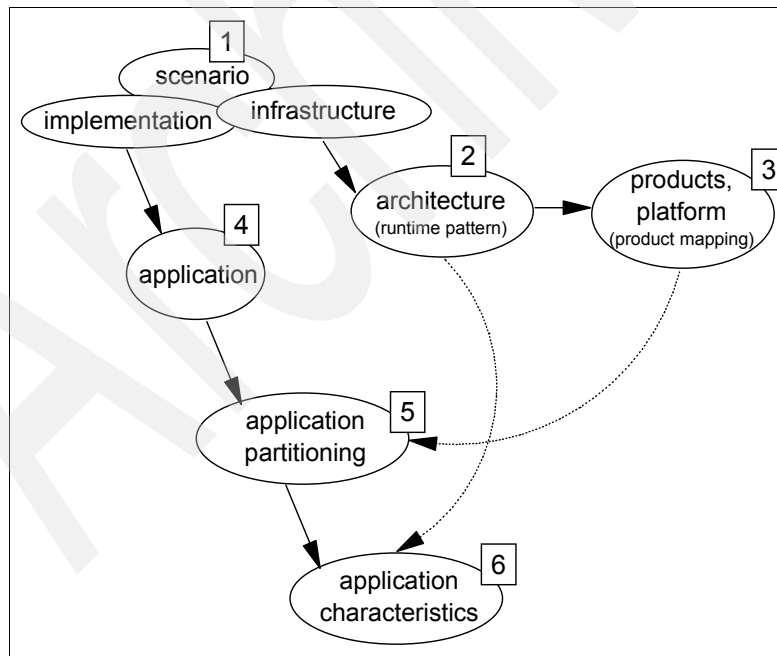 1
scenario
implementation
infrastructure
2
architecture
(runtime pattern)
3
products,
platform
(product mapping)
4
application
5
application
partitioning
6
application
characteristics